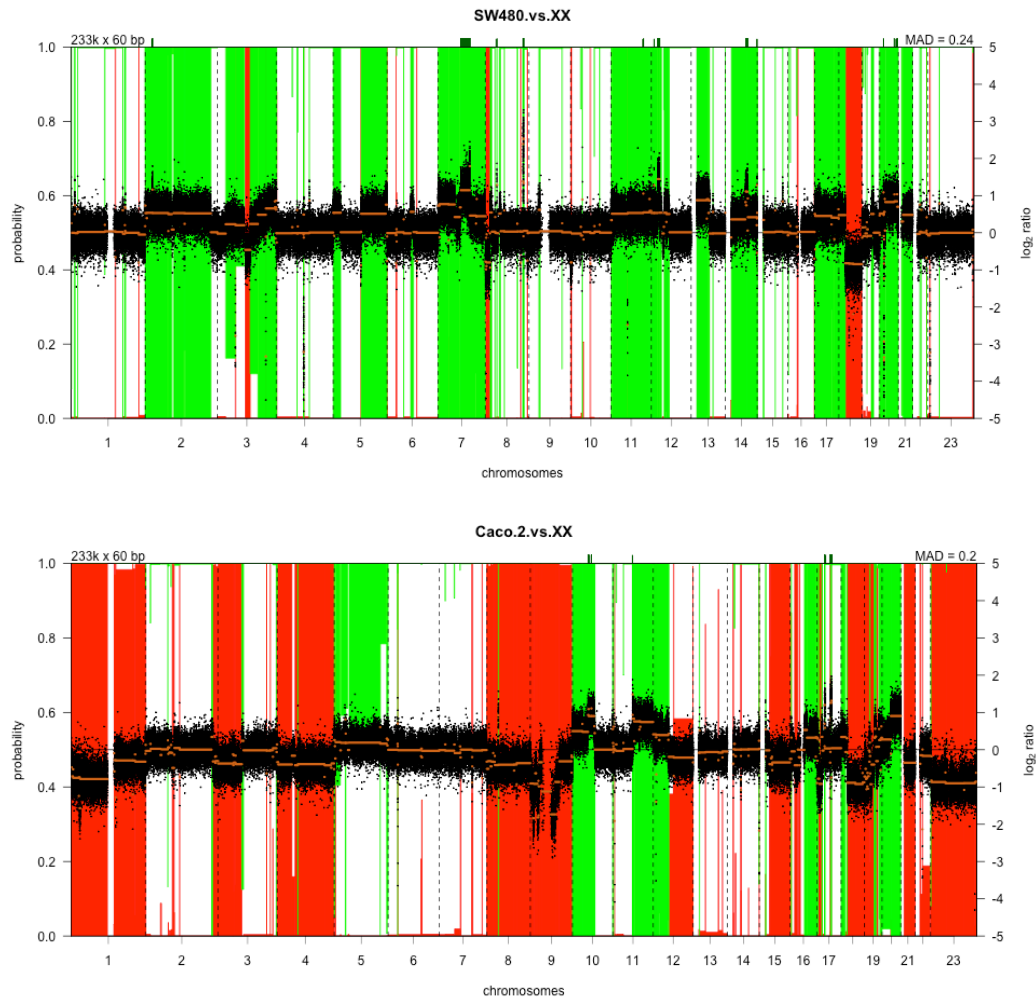 SW480.vs.XX
233k x 60 bp
MAD = 0.24
1.0
0.8
0.6
0.4
0.2
0.0
probability
5
4
3
2
1
0
-1
-2
-3
-4
-5
log2 ratio
1 2 3 4 5 6 7 8 9 10 11 12 13 14 15 16 17 19 21 23
chromosomes
Caco.2.vs.XX
233k x 60 bp
MAD = 0.2
1.0
0.8
0.6
0.4
0.2
0.0
probability
5
4
3
2
1
0
-1
-2
-3
-4
-5
log2 ratio
1 2 3 4 5 6 7 8 9 10 11 12 13 14 15 16 17 19 21 23
chromosomes